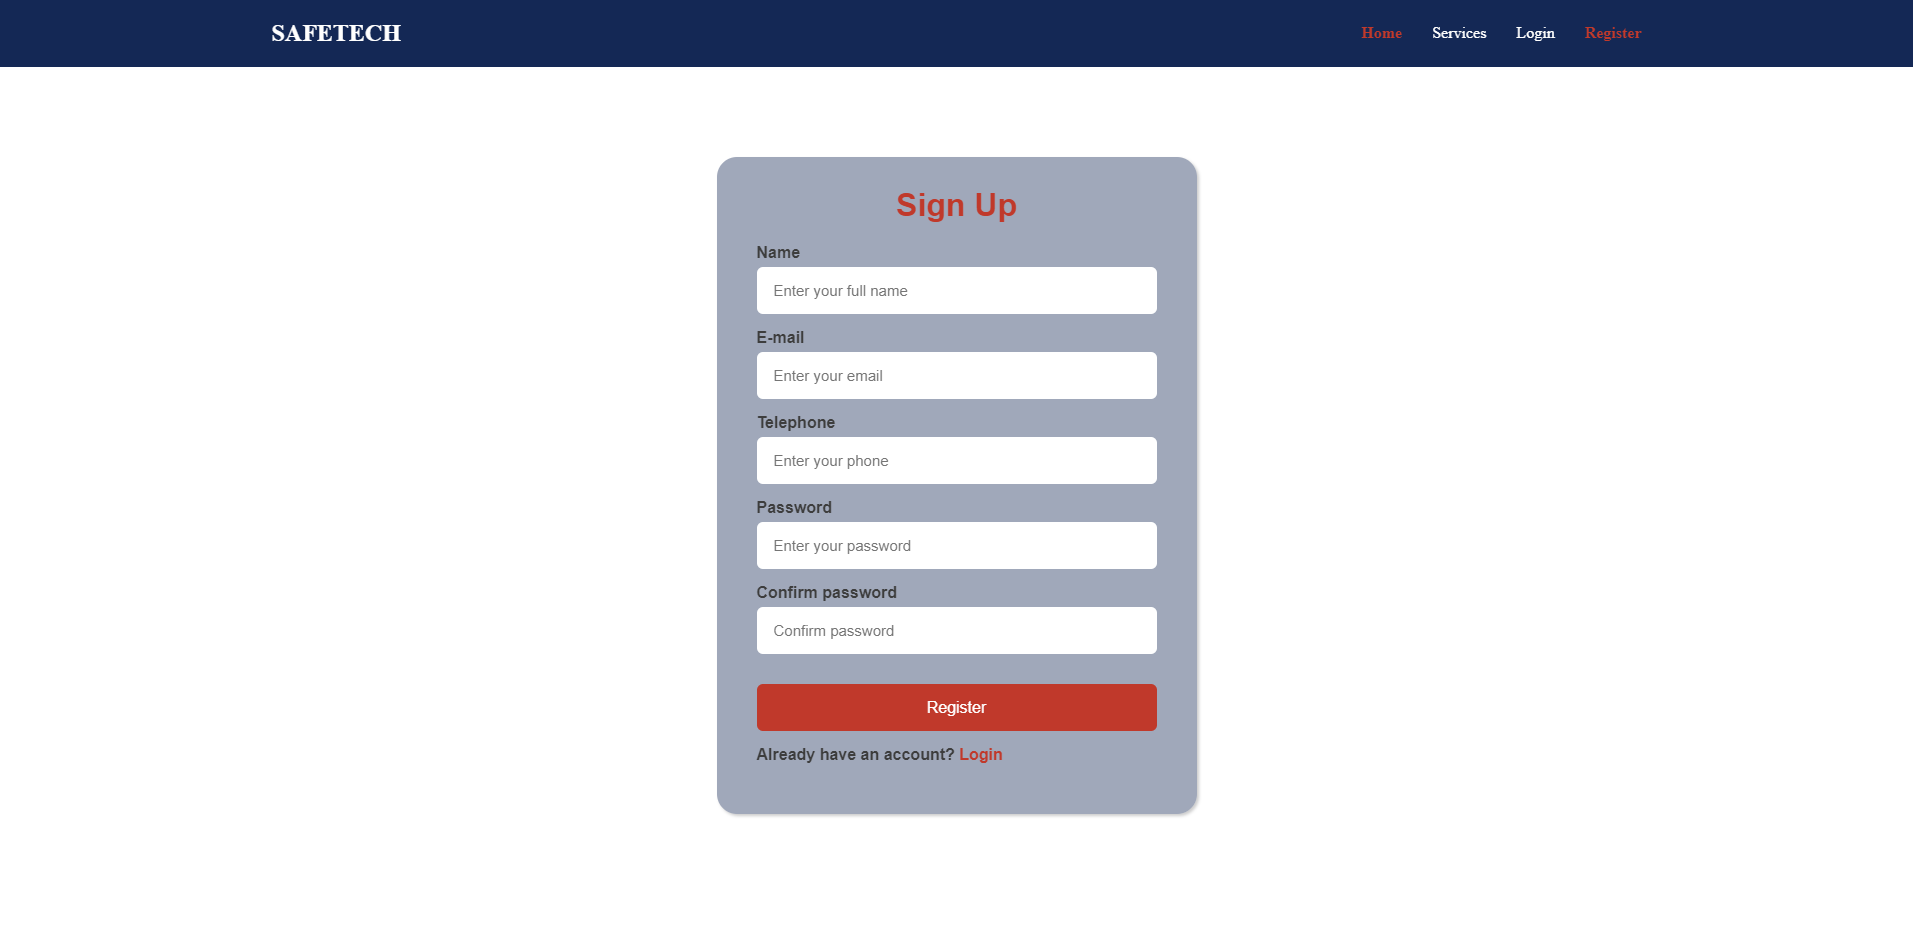 SAFETECH
Home Services Login Register
Sign Up
Name
Enter your full name
E-mail
Enter your email
Telephone
Enter your phone
Password
Enter your password
Confirm password
Confirm password
Register
Already have an account? Login